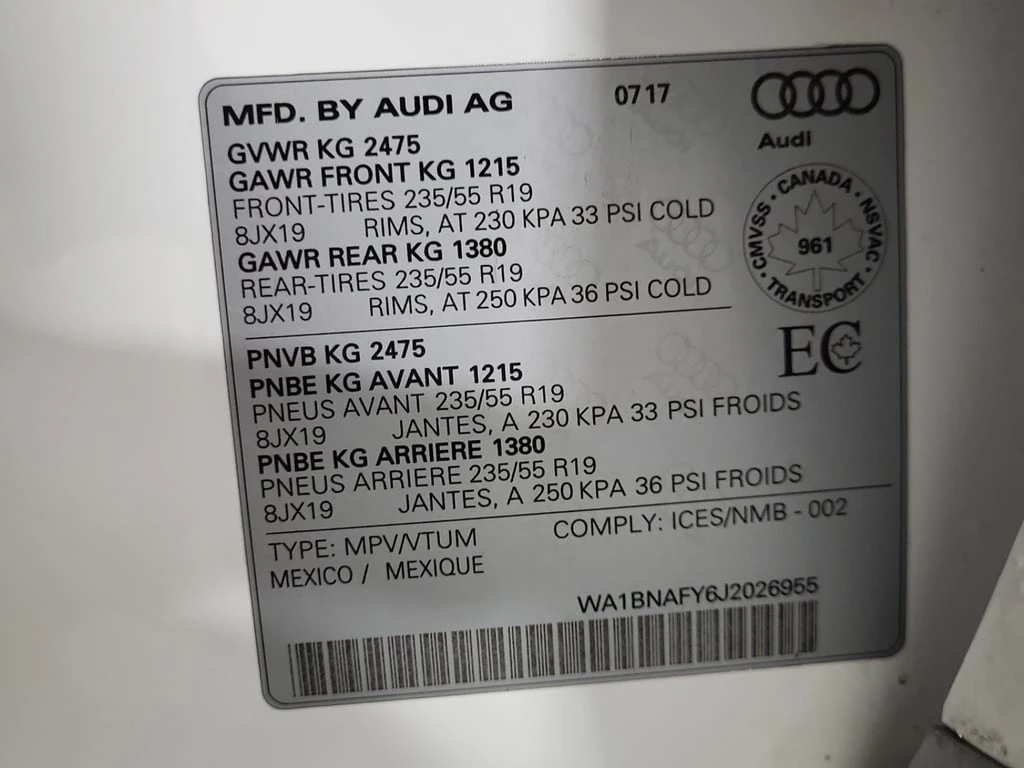 MFD. BY AUDI AG 0717
Audi
GVWR KG 2475
GAWR FRONT KG 1215
FRONT-TIRES 235/55 R19
8JX19 RIMS, AT 230 KPA 33 PSI COLD
GAWR REAR KG 1380
REAR-TIRES 235/55 R19
8JX19 RIMS, AT 250 KPA 36 PSI COLD
• CANADA • NSVAC • TRANSPORT • CMVSS
961
EC
PNVB KG 2475
PNBE KG AVANT 1215
PNEUS AVANT 235/55 R19
8JX19 JANTES, A 230 KPA 33 PSI FROIDS
PNBE KG ARRIERE 1380
PNEUS ARRIERE 235/55 R19
8JX19 JANTES, A 250 KPA 36 PSI FROIDS
TYPE: MPV/VTUM COMPLY: ICES/NMB - 002
MEXICO / MEXIQUE
WA1BNAFY6J2026955